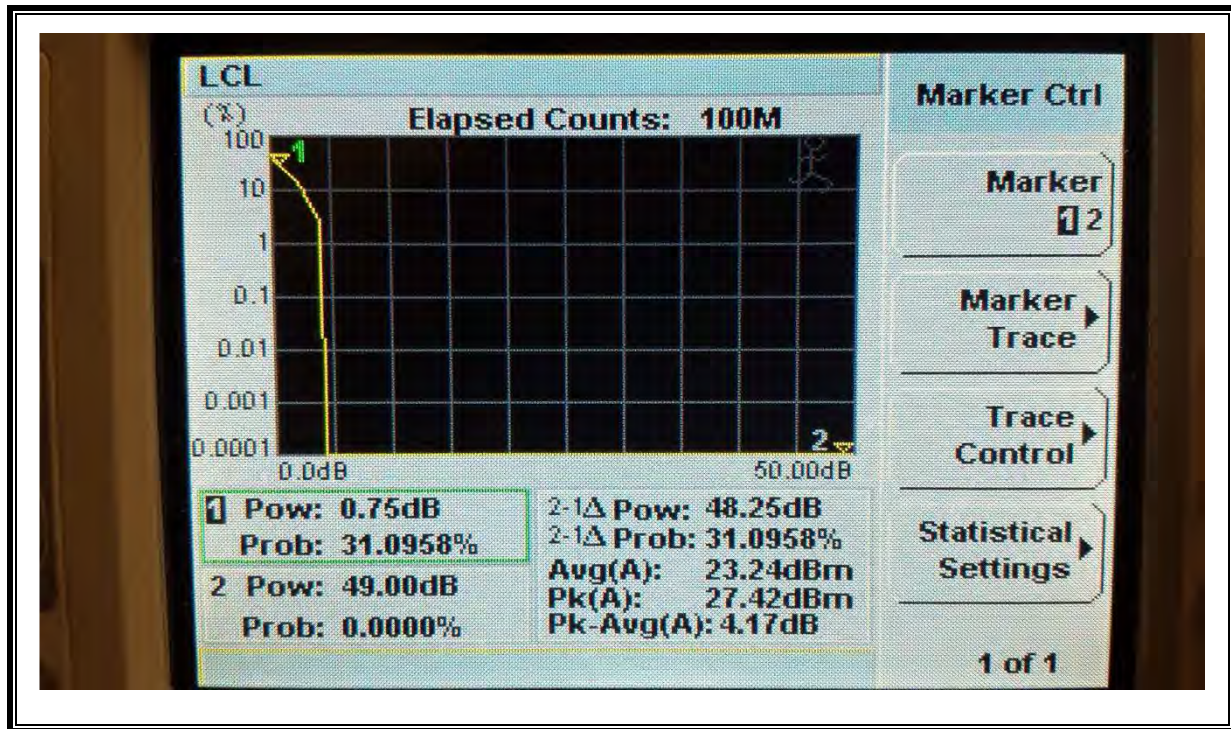 LCL
(%)
Elapsed Counts: 100M
100
1
10
1
0.1
0.01
0.001
0.0001
2
0.0dB
50.00dB
1 Pow: 0.75dB
Prob: 31.0958%
2 Pow: 49.00dB
Prob: 0.0000%
2-1Δ Pow: 48.25dB
2-1Δ Prob: 31.0958%
Avg(A): 23.24dBm
Pk(A): 27.42dBm
Pk-Avg(A): 4.17dB
Marker Ctrl
Marker
1 2
Marker
Trace
Trace
Control
Statistical
Settings
1 of 1